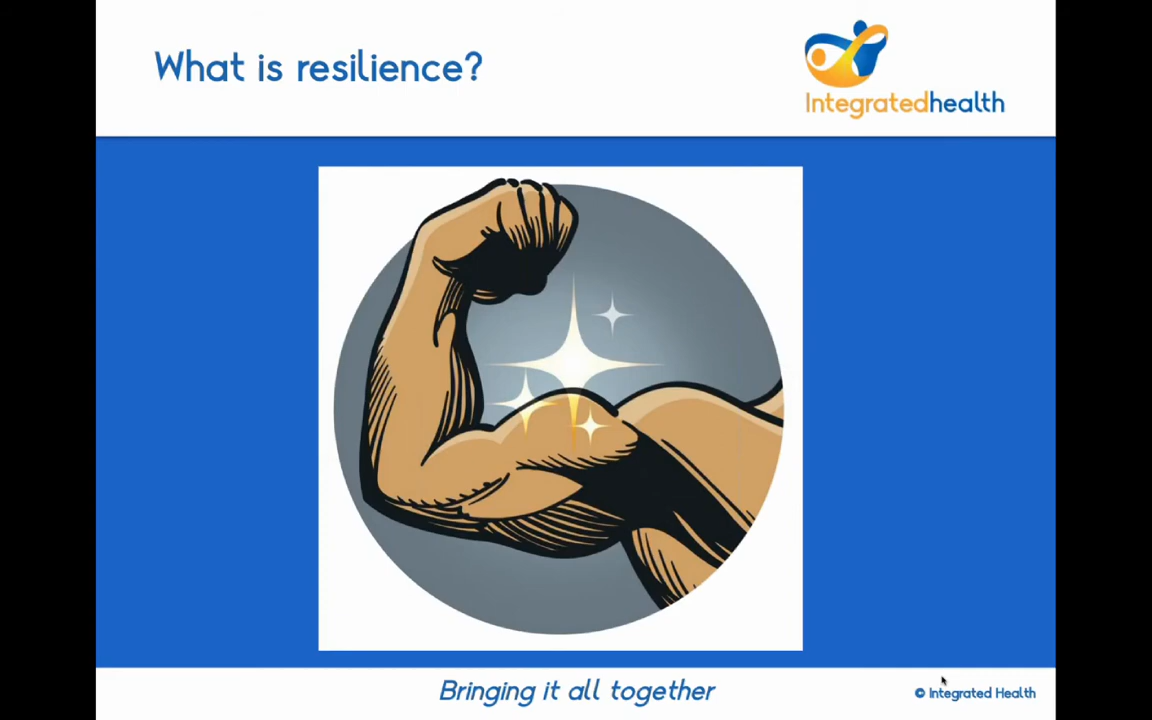 What is resilience?
Integratedhealth
Bringing it all together
© Integrated Health